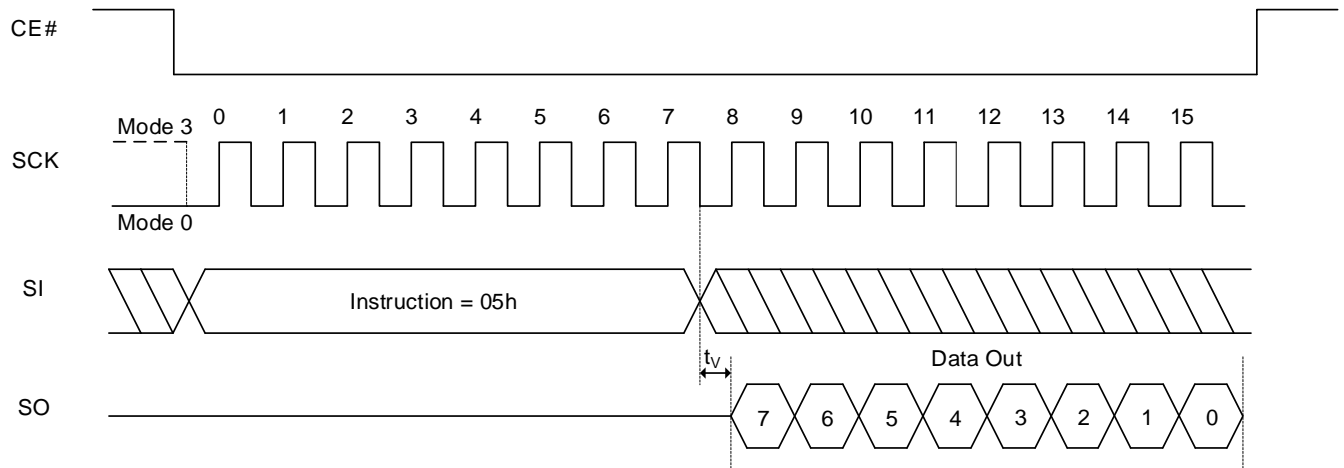 CE#
0 1 2 3 4 5 6 7 8 9 10 11 12 13 14 15
Mode 3
SCK
Mode 0
SI
Instruction = 05h
tV
Data Out
SO
7 6 5 4 3 2 1 0